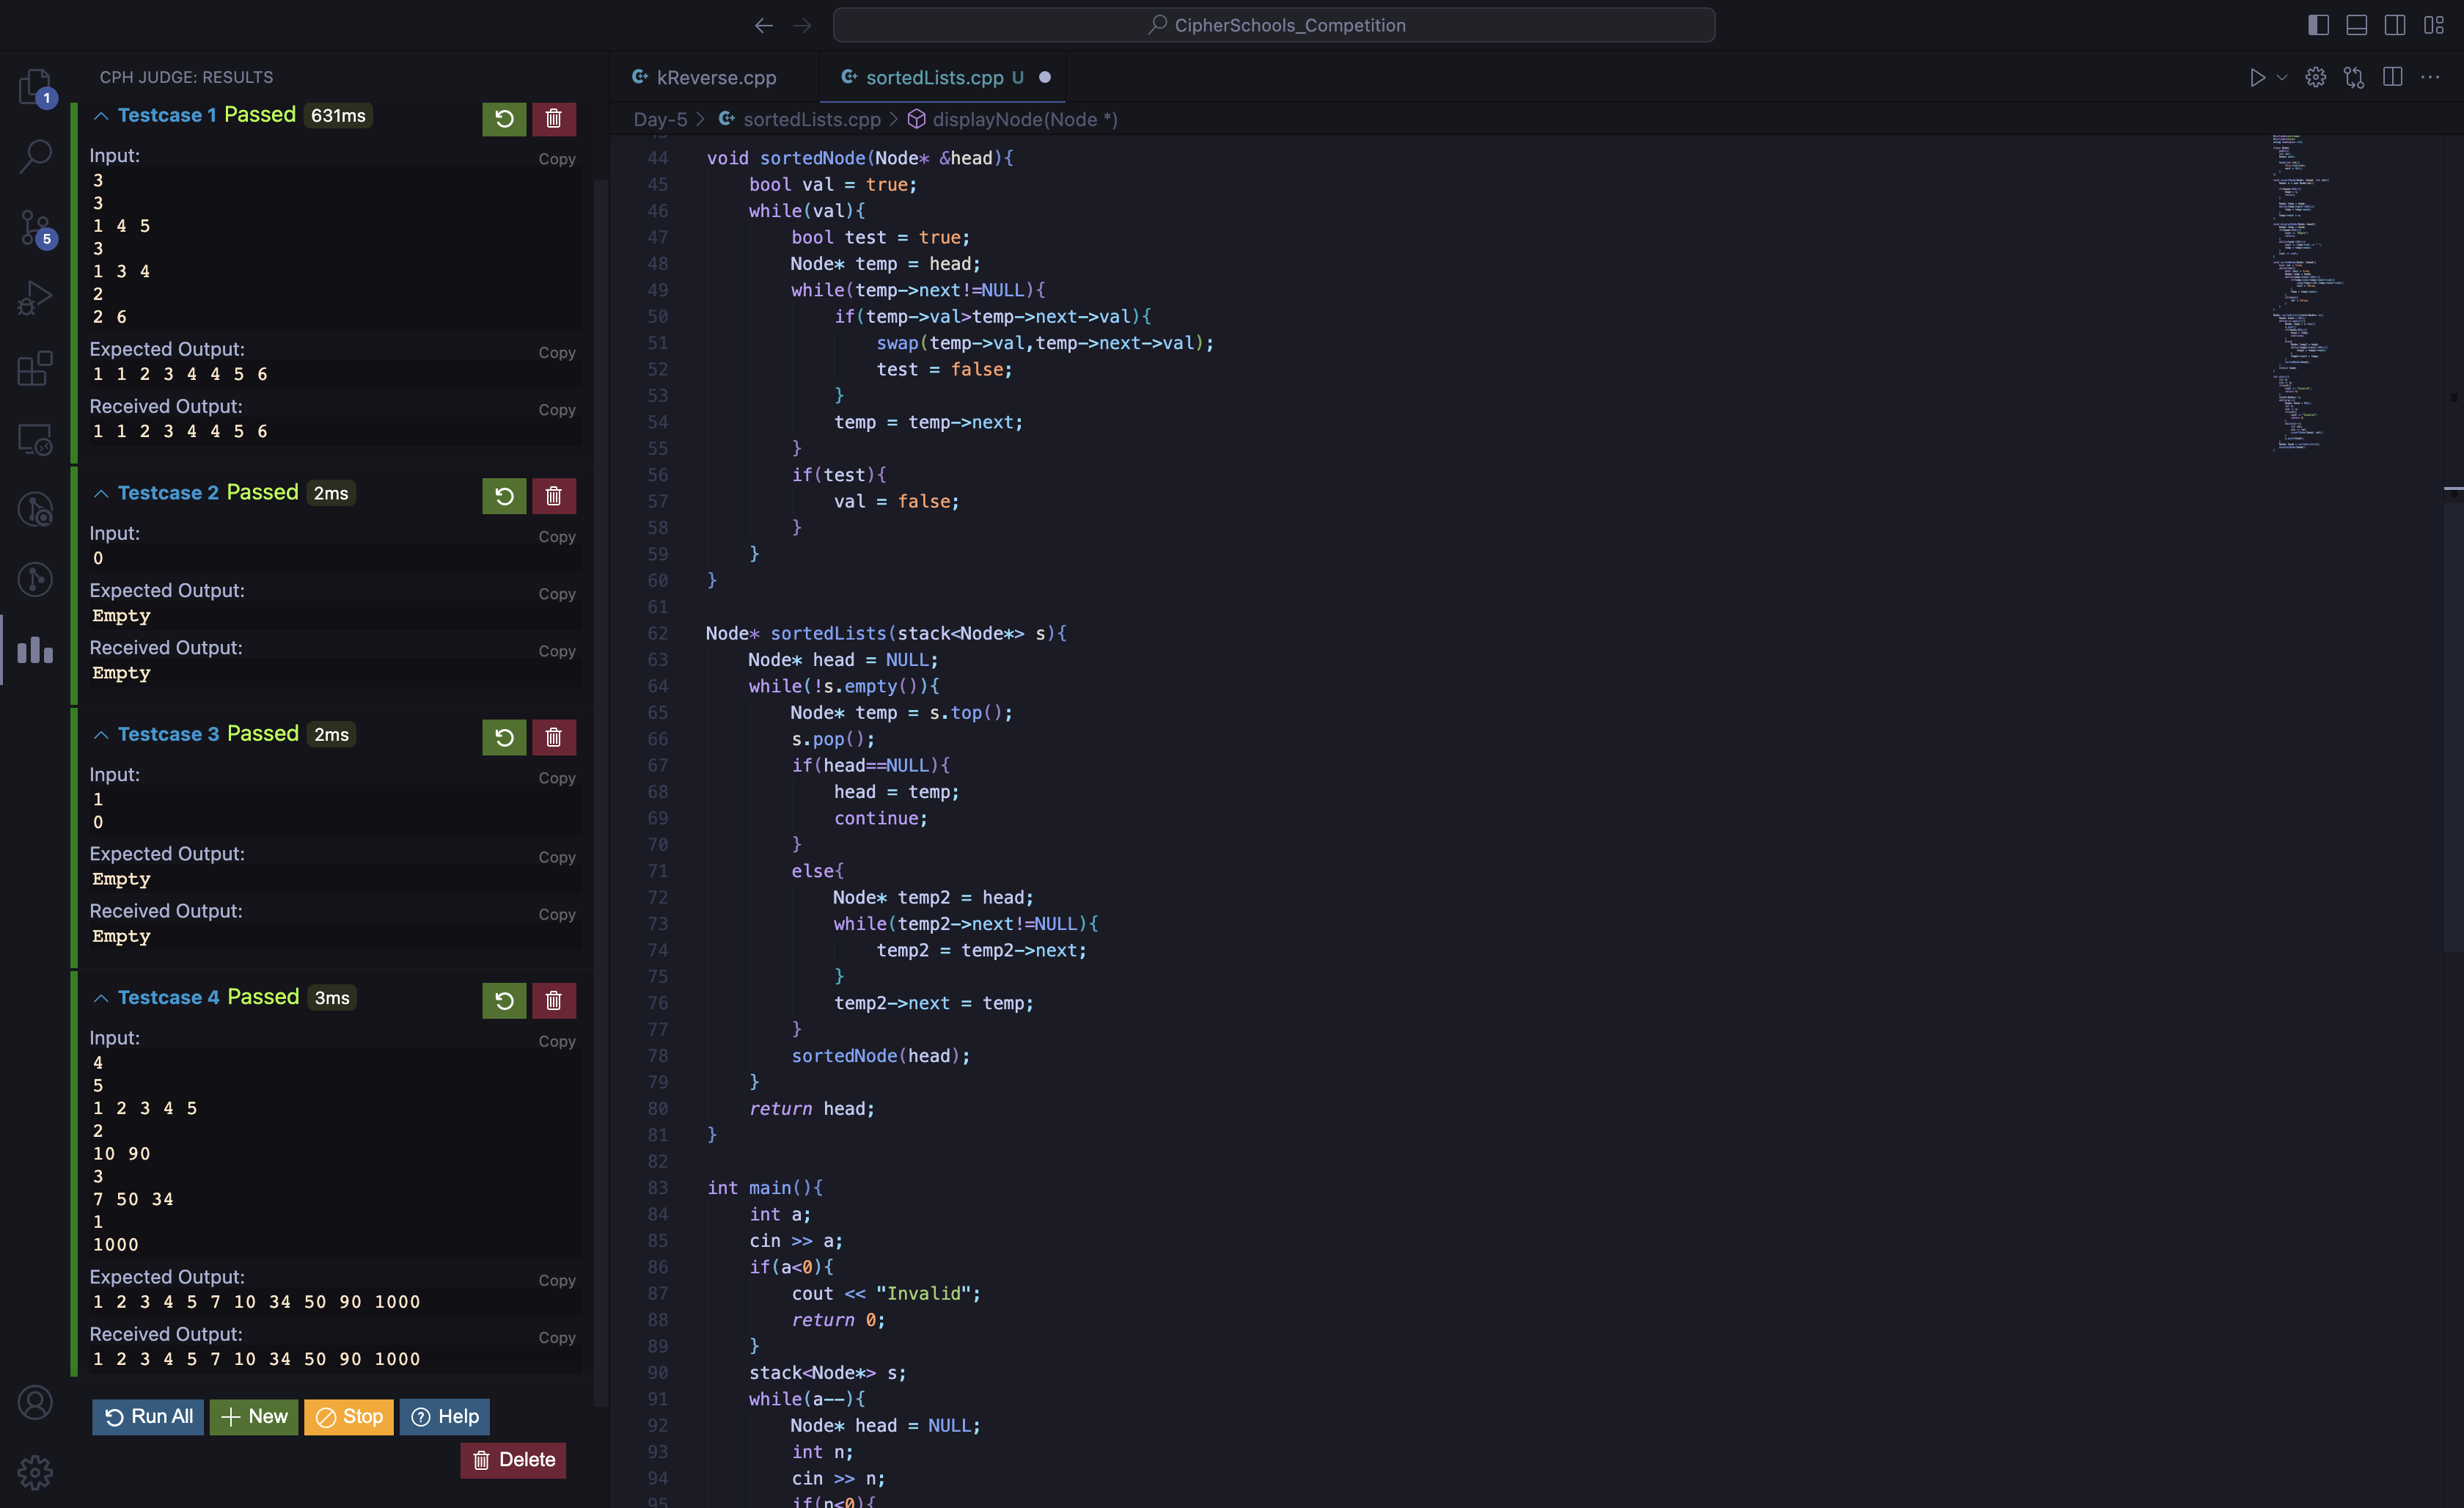 CipherSchools_Competition
CPH JUDGE: RESULTS
1
5
Testcase 1 Passed 631ms
Input:
Copy
3
3
1 4 5
3
1 3 4
2
2 6
Expected Output:
Copy
1 1 2 3 4 4 5 6
Received Output:
Copy
1 1 2 3 4 4 5 6
Testcase 2 Passed 2ms
Input:
Copy
0
Expected Output:
Copy
Empty
Received Output:
Copy
Empty
Testcase 3 Passed 2ms
Input:
Copy
1
0
Expected Output:
Copy
Empty
Received Output:
Copy
Empty
Testcase 4 Passed 3ms
Input:
Copy
4
5
1 2 3 4 5
2
10 90
3
7 50 34
1
1000
Expected Output:
Copy
1 2 3 4 5 7 10 34 50 90 1000
Received Output:
Copy
1 2 3 4 5 7 10 34 50 90 1000
Run All
New
Stop
Help
Delete
kReverse.cpp
sortedLists.cpp U
Day-5 > sortedLists.cpp > displayNode(Node *)
44 void sortedNode(Node* &head){
45 bool val = true;
46 while(val){
47 bool test = true;
48 Node* temp = head;
49 while(temp->next!=NULL){
50 if(temp->val>temp->next->val){
51 swap(temp->val,temp->next->val);
52 test = false;
53 }
54 temp = temp->next;
55 }
56 if(test){
57 val = false;
58 }
59 }
60 }
61
62 Node* sortedLists(stack<Node*> s){
63 Node* head = NULL;
64 while(!s.empty()){
65 Node* temp = s.top();
66 s.pop();
67 if(head==NULL){
68 head = temp;
69 continue;
70 }
71 else{
72 Node* temp2 = head;
73 while(temp2->next!=NULL){
74 temp2 = temp2->next;
75 }
76 temp2->next = temp;
77 }
78 sortedNode(head);
79 }
80 return head;
81 }
82
83 int main(){
84 int a;
85 cin >> a;
86 if(a<0){
87 cout << "Invalid";
88 return 0;
89 }
90 stack<Node*> s;
91 while(a--){
92 Node* head = NULL;
93 int n;
94 cin >> n;
95 if(n<0){